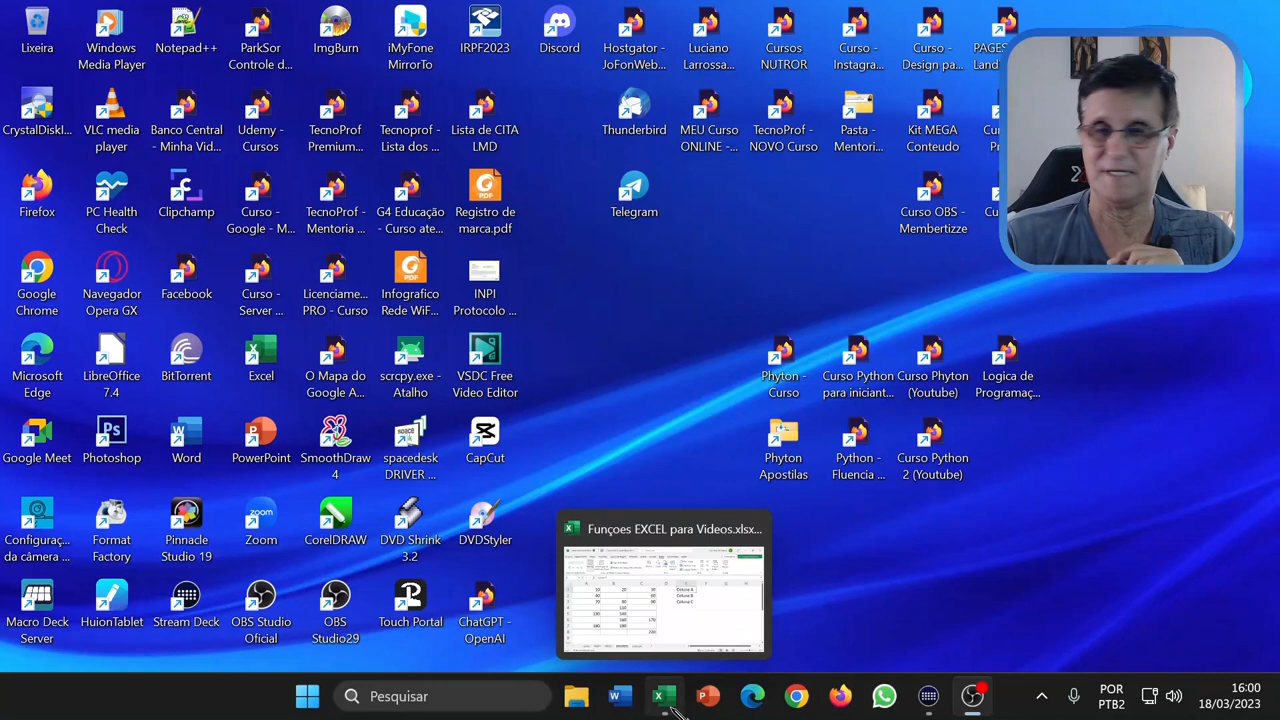 Lixeira
Windows
Media Player
Notepad++
ParkSor
Controle d...
ImgBurn
iMyFone
MirrorTo
IRPF2023
Discord
Hostgator -
JoFonWeb...
Luciano
Larrossa...
Cursos
NUTROR
Curso -
Instagra...
Curso -
Design pa...
PAGES
Land
CrystalDiskI...
VLC media
player
Banco Central
- Minha Vid...
Udemy -
Cursos
TecnoProf
Premium...
Tecnoprof -
Lista dos ...
Lista de CITA
LMD
Thunderbird
MEU Curso
ONLINE -...
TecnoProf -
NOVO Curso
Pasta -
Mentori...
Kit MEGA
Conteudo
Firefox
PC Health
Check
Clipchamp
Curso -
Google - M...
TecnoProf -
Mentoria ...
G4 Educação
- Curso ate...
Registro de
marca.pdf
Telegram
Curso OBS -
Membertizze
Google
Chrome
Navegador
Opera GX
Facebook
Curso -
Server ...
Licenciame...
PRO - Curso
Infografico
Rede WiF...
INPI
Protocolo ...
Microsoft
Edge
LibreOffice
7.4
BitTorrent
Excel
O Mapa do
Google A...
scrcpy.exe -
Atalho
VSDC Free
Video Editor
Phyton -
Curso
Curso Python
para iniciant...
Curso Phyton
(Youtube)
Logica de
Programaç...
Google Meet
Photoshop
Word
PowerPoint
SmoothDraw
4
spacedesk
DRIVER ...
CapCut
Phyton
Apostilas
Python -
Fluencia ...
Curso Python
2 (Youtube)
Configuraç...
da câmera...
Format
Factory
Pinnacle
Studio 19
Zoom
CorelDRAW
DVD Shrink
3.2
DVDStyler
Funçoes EXCEL para Videos.xlsx...
Macro Deck
Server
HuionTablet
Stream Deck
OBS Studio
Oficial
OBS
Studio28
Touch Portal
ChatGPT -
OpenAI
Pesquisar
POR
PTB2
16:00
18/03/2023